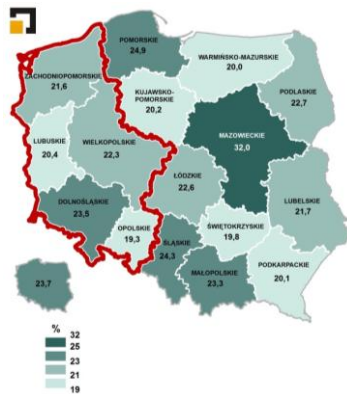 POMORSKIE
24,9
WARMIŃSKO-MAZURSKIE
20,0
ZACHODNIOPOMORSKIE
21,6
KUJAWSKO-
POMORSKIE
20,2
PODLASKIE
22,7
MAZOWIECKIE
32,0
LUBUSKIE
20,4
WIELKOPOLSKIE
22,3
ŁÓDZKIE
22,6
LUBELSKIE
21,7
DOLNOŚLĄSKIE
23,5
OPOLSKIE
19,3
ŚLĄSKIE
24,3
ŚWIĘTOKRZYSKIE
19,8
MAŁOPOLSKIE
23,3
PODKARPACKIE
20,1
23,7
%
32
25
23
21
19